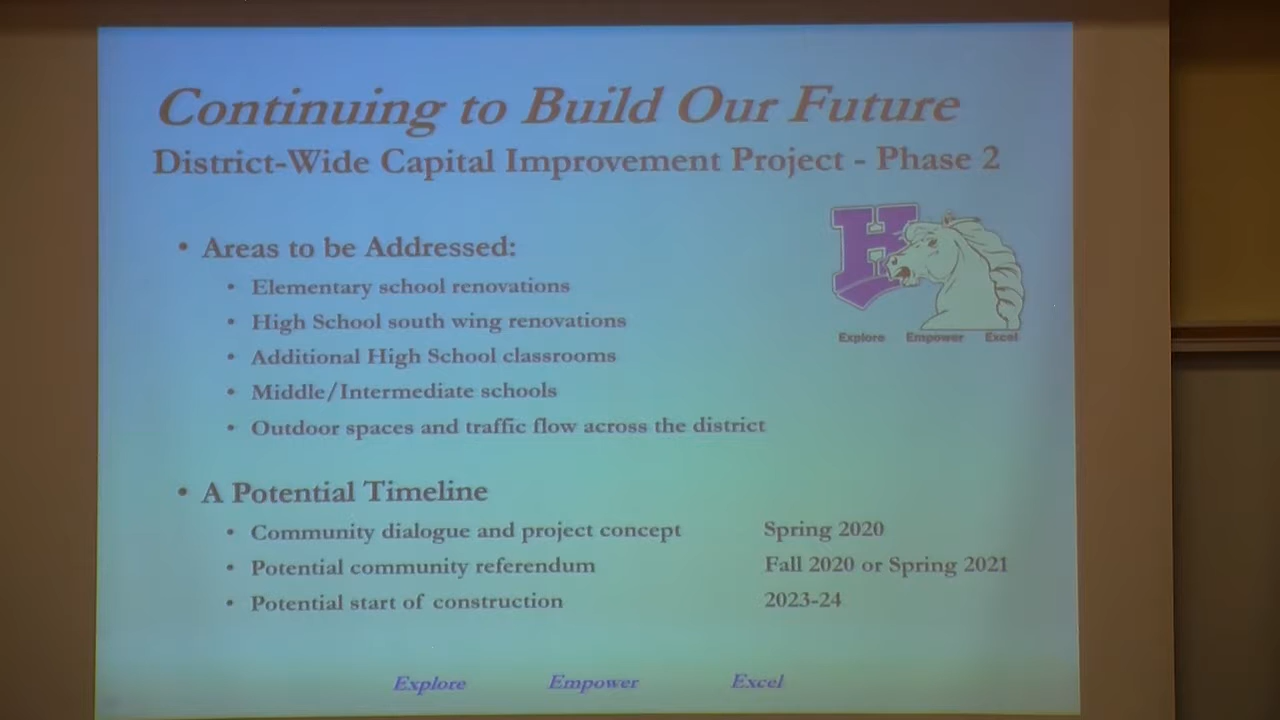 Continuing to Build Our Future
District-Wide Capital Improvement Project - Phase 2
• Areas to be Addressed:
• Elementary school renovations
• High School south wing renovations
• Additional High School classrooms
• Middle/Intermediate schools
• Outdoor spaces and traffic flow across the district
H
Explore Empower Excel
• A Potential Timeline
• Community dialogue and project concept Spring 2020
• Potential community referendum Fall 2020 or Spring 2021
• Potential start of construction 2023-24
Explore Empower Excel